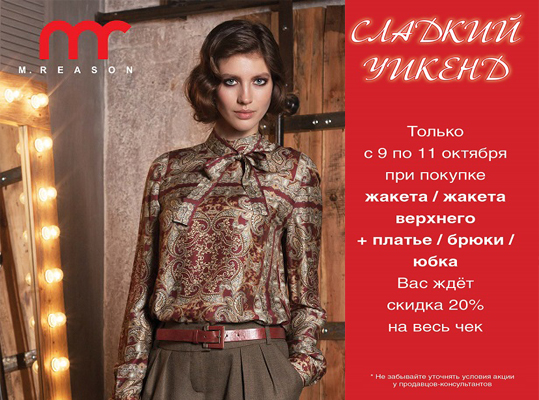 M. REASON
СЛАДКИЙ
УИКЕНД
Только
с 9 по 11 октября
при покупке
жакета / жакета
верхнего
+ платье / брюки /
юбка
Вас ждёт
скидка 20%
на весь чек
* Не забывайте уточнять условия акции
у продавцов-консультантов